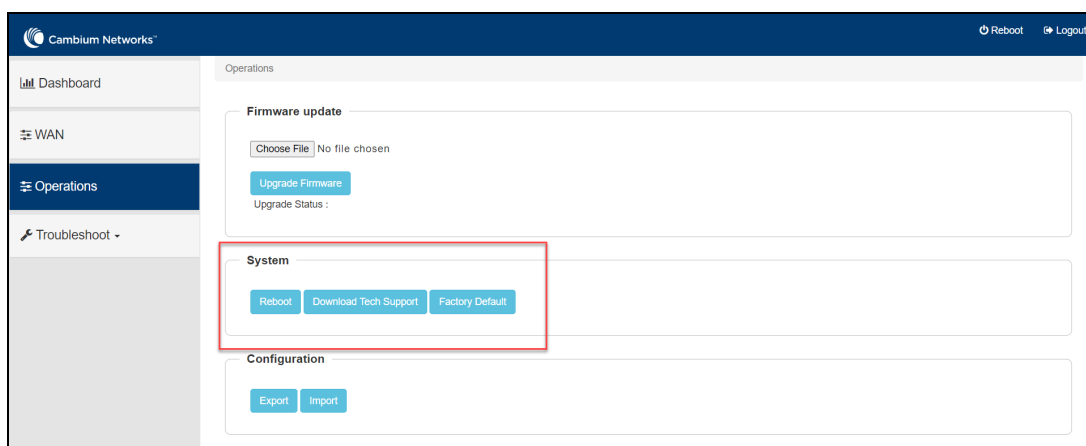 Cambium Networks™
Reboot
Logout
Dashboard
WAN
Operations
Troubleshoot
Operations
Firmware update
Choose File No file chosen
Upgrade Firmware
Upgrade Status :
System
Reboot Download Tech Support Factory Default
Configuration
Export Import